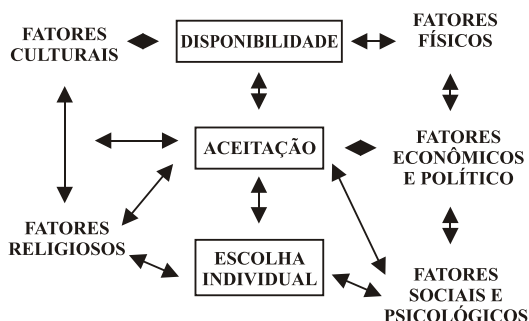 FATORES
CULTURAIS
DISPONIBILIDADE
FATORES
FÍSICOS
ACEITAÇÃO
FATORES
ECONÔMICOS
E POLÍTICO
FATORES
RELIGIOSOS
ESCOLHA
INDIVIDUAL
FATORES
SOCIAIS E
PSICOLÓGICOS